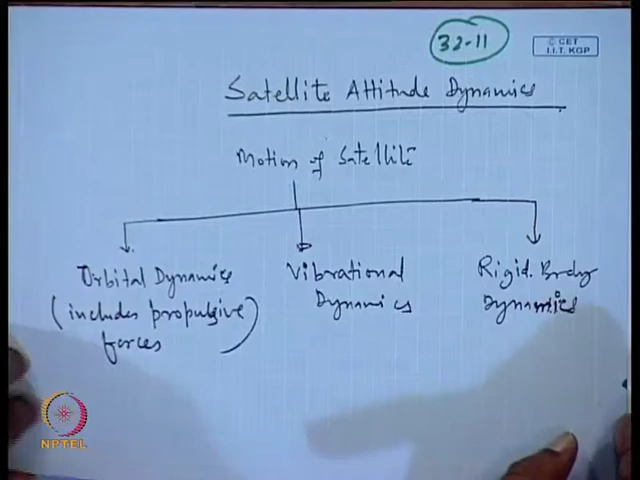 32-11
© CET
I.I.T. KGP
Satellite Attitude Dynamics
Motion of Satellite
Orbital Dynamics
(includes propulsive
forces)
Vibrational
Dynamics
Rigid Body
Dynamics
NPTEL